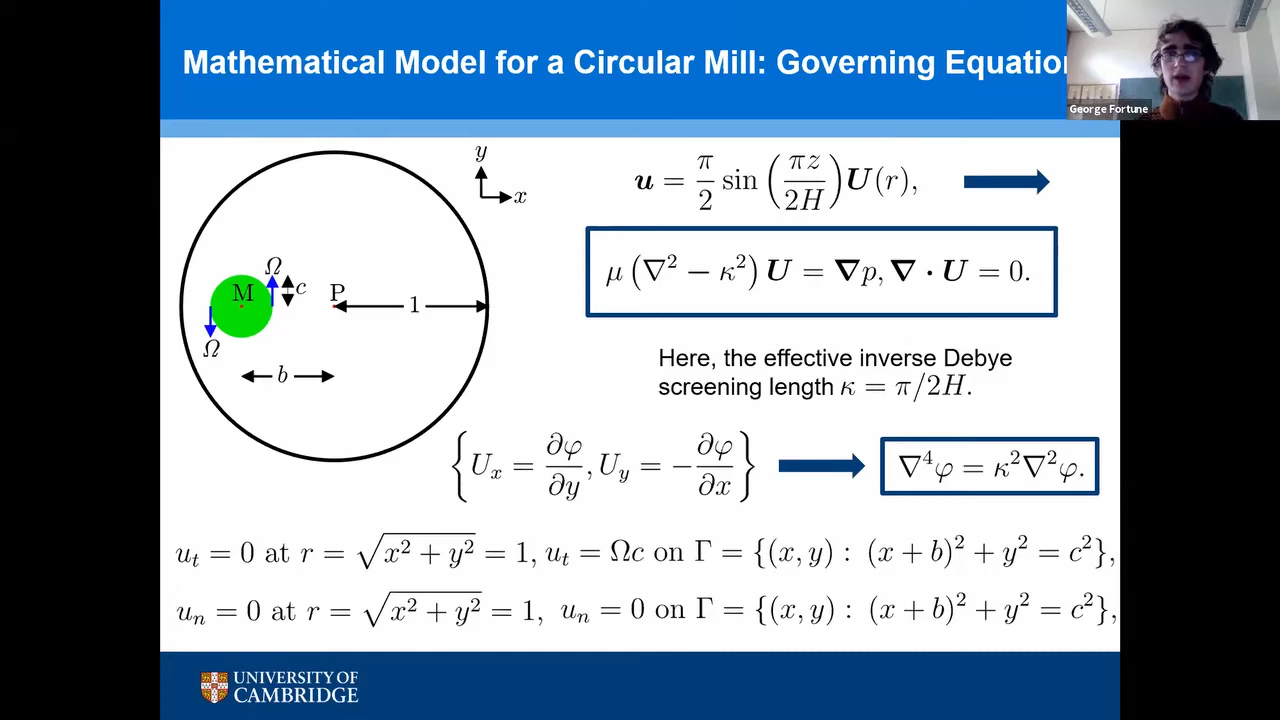 Mathematical Model for a Circular Mill: Governing Equation
George Fortune
y
x
Ω
M
c
P
1
Ω
b
u = π/2 sin(πz/2H) U(r),
μ(∇² − κ²) U = ∇p, ∇ · U = 0.
Here, the effective inverse Debye
screening length κ = π/2H.
{U_x = ∂φ/∂y, U_y = −∂φ/∂x}
∇⁴φ = κ²∇²φ.
u_t = 0 at r = √(x² + y²) = 1, u_t = Ωc on Γ = {(x, y) : (x + b)² + y² = c²},
u_n = 0 at r = √(x² + y²) = 1, u_n = 0 on Γ = {(x, y) : (x + b)² + y² = c²},
UNIVERSITY OF
CAMBRIDGE